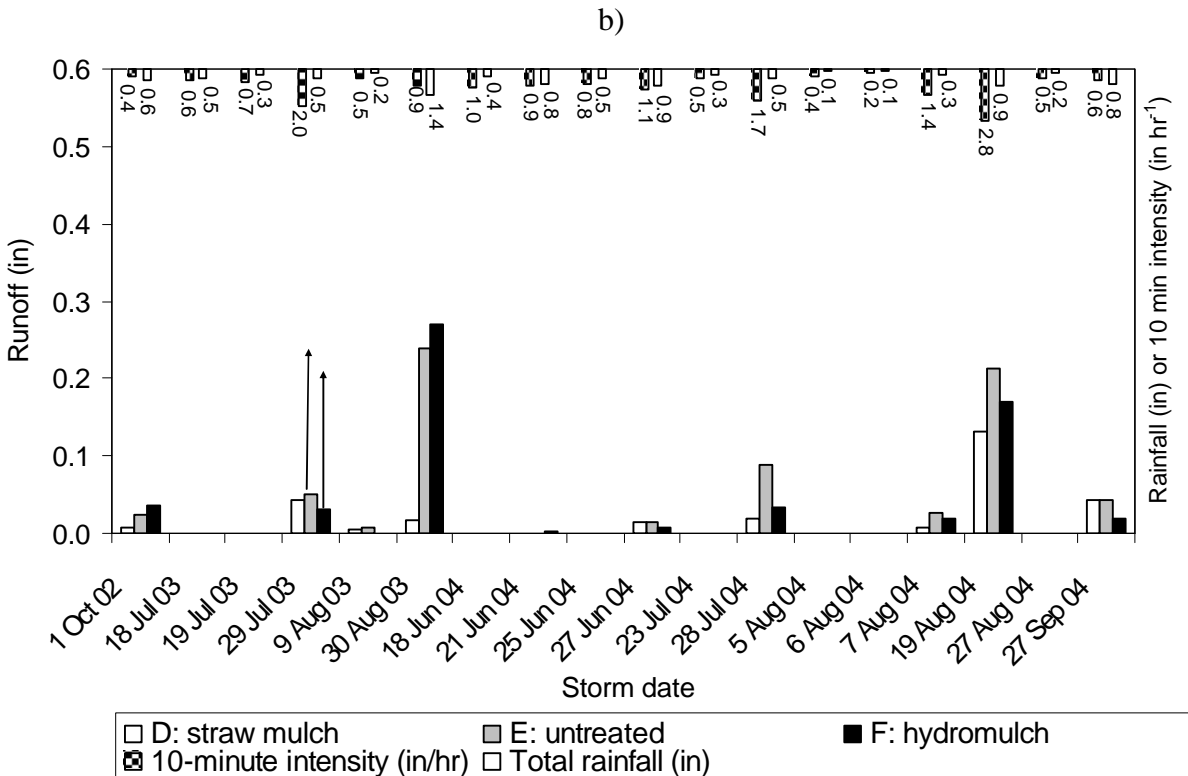 b)
0.6
0.5
0.4
0.3
0.2
0.1
0.0
Runoff (in)
0.4 0.6 0.6 0.5 0.7 0.3 2.0 0.5 0.5 0.2 0.9 1.4 1.0 0.4 0.9 0.8 0.8 0.5 1.1 0.9 0.5 0.3 1.7 0.5 0.4 0.1 0.2 0.1 1.4 0.3 2.8 0.9 0.5 0.2 0.6 0.8
Rainfall (in) or 10 min intensity (in hr-1)
1 Oct 02
18 Jul 03
19 Jul 03
29 Jul 03
9 Aug 03
30 Aug 03
18 Jun 04
21 Jun 04
25 Jun 04
27 Jun 04
23 Jul 04
28 Jul 04
5 Aug 04
6 Aug 04
7 Aug 04
19 Aug 04
27 Aug 04
27 Sep 04
Storm date
D: straw mulch E: untreated F: hydromulch
10-minute intensity (in/hr) Total rainfall (in)